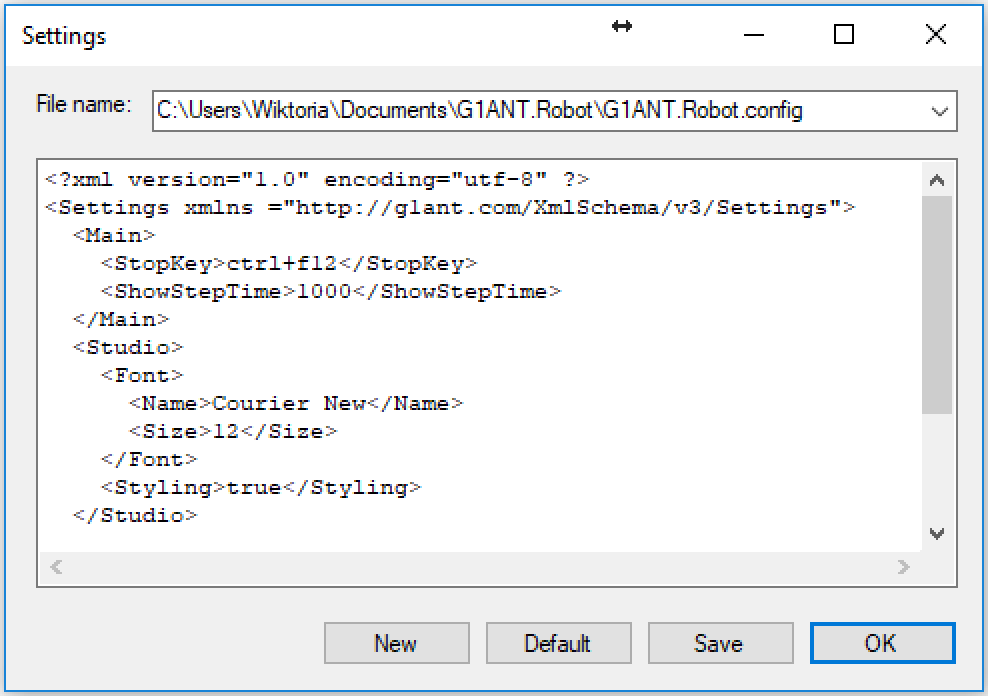 Settings
File name: C:\Users\Wiktoria\Documents\G1ANT.Robot\G1ANT.Robot.config
<?xml version="1.0" encoding="utf-8" ?>
<Settings xmlns ="http://g1ant.com/XmlSchema/v3/Settings">
  <Main>
    <StopKey>ctrl+f12</StopKey>
    <ShowStepTime>1000</ShowStepTime>
  </Main>
  <Studio>
    <Font>
      <Name>Courier New</Name>
      <Size>12</Size>
    </Font>
    <Styling>true</Styling>
  </Studio>
New Default Save OK